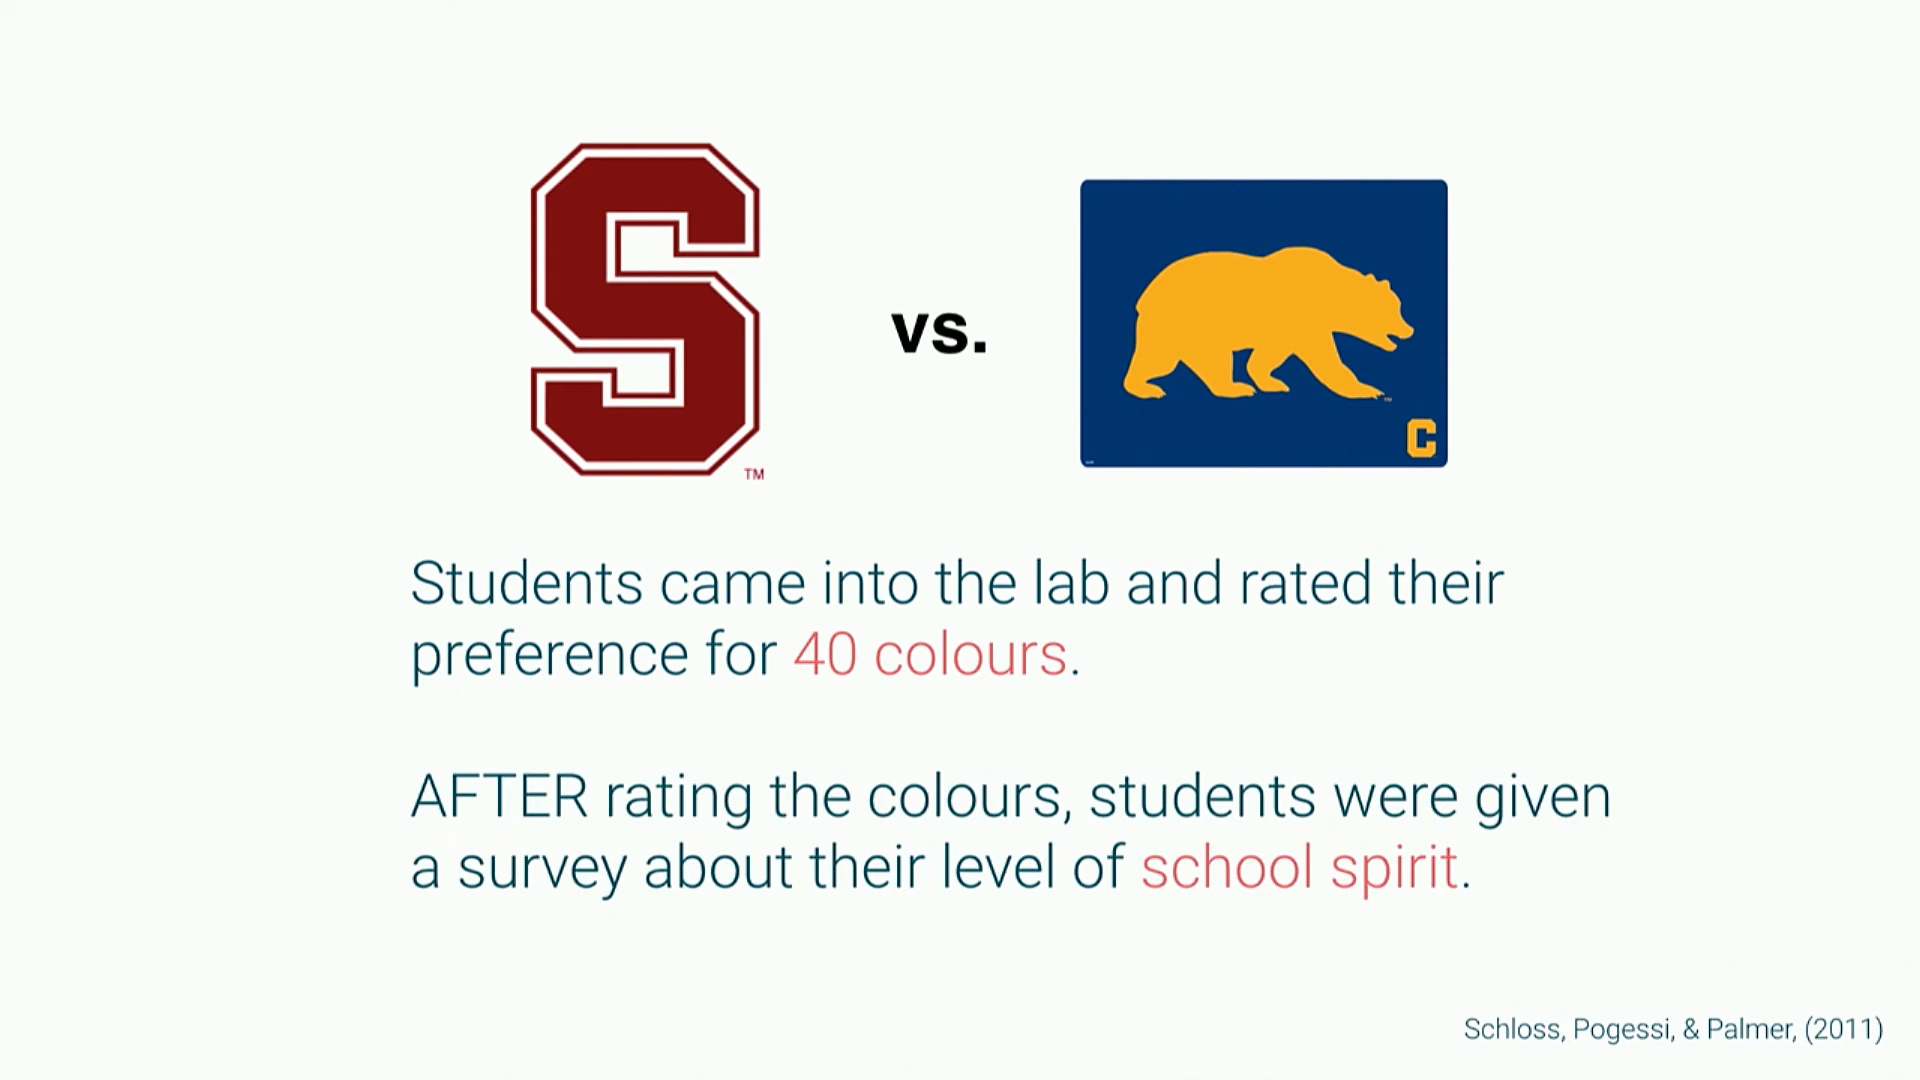 S
TM
vs.
C
Students came into the lab and rated their
preference for 40 colours.
AFTER rating the colours, students were given
a survey about their level of school spirit.
Schloss, Pogessi, & Palmer, (2011)